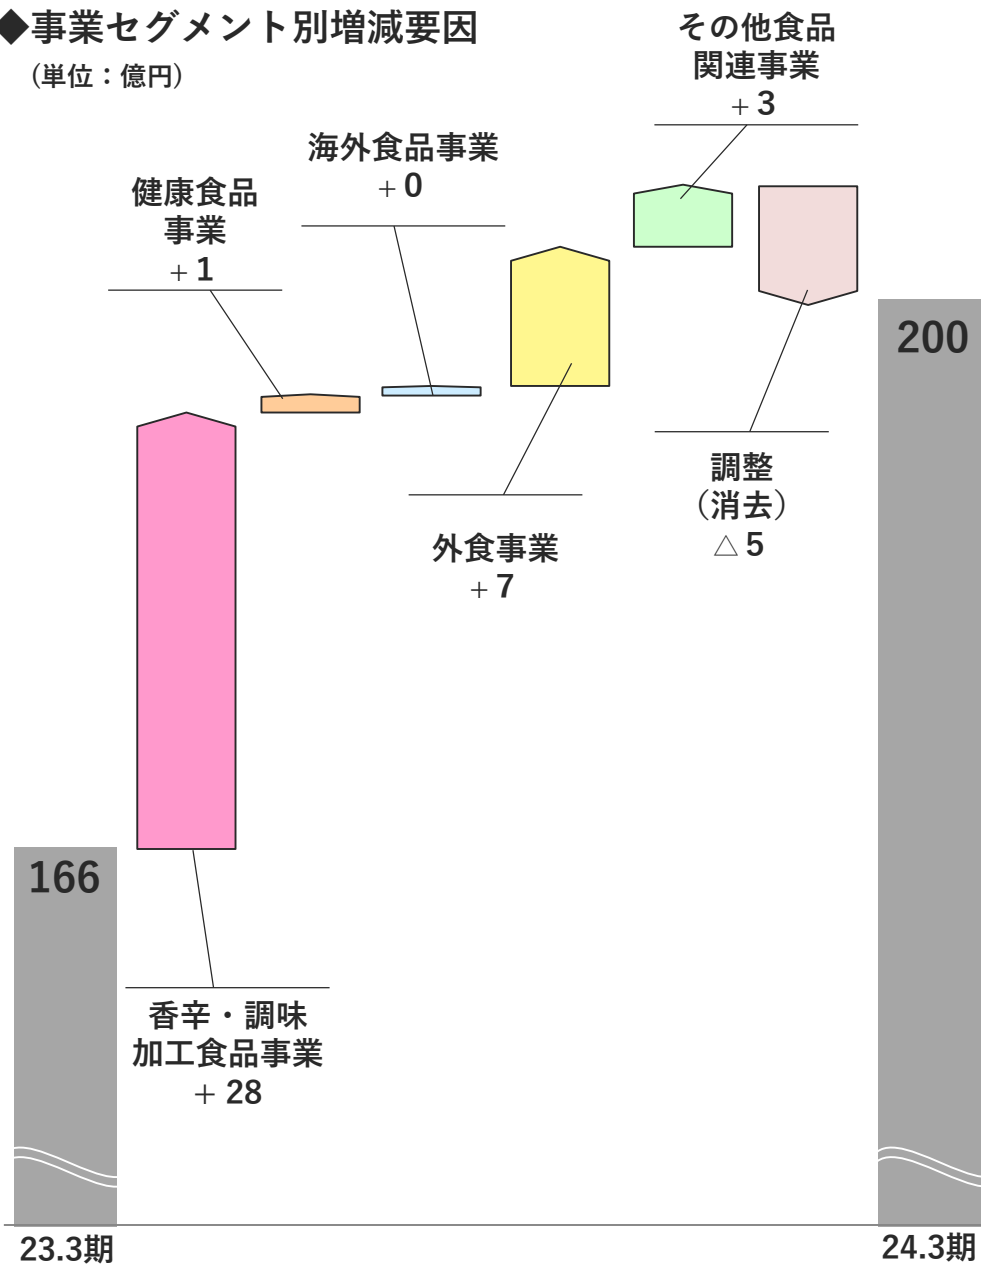 ◆事業セグメント別増減要因
（単位：億円）
その他食品
関連事業
+ 3
海外食品事業
+ 0
健康食品
事業
+ 1
200
調整
（消去）
△ 5
外食事業
+ 7
166
香辛・調味
加工食品事業
+ 28
23.3期
24.3期